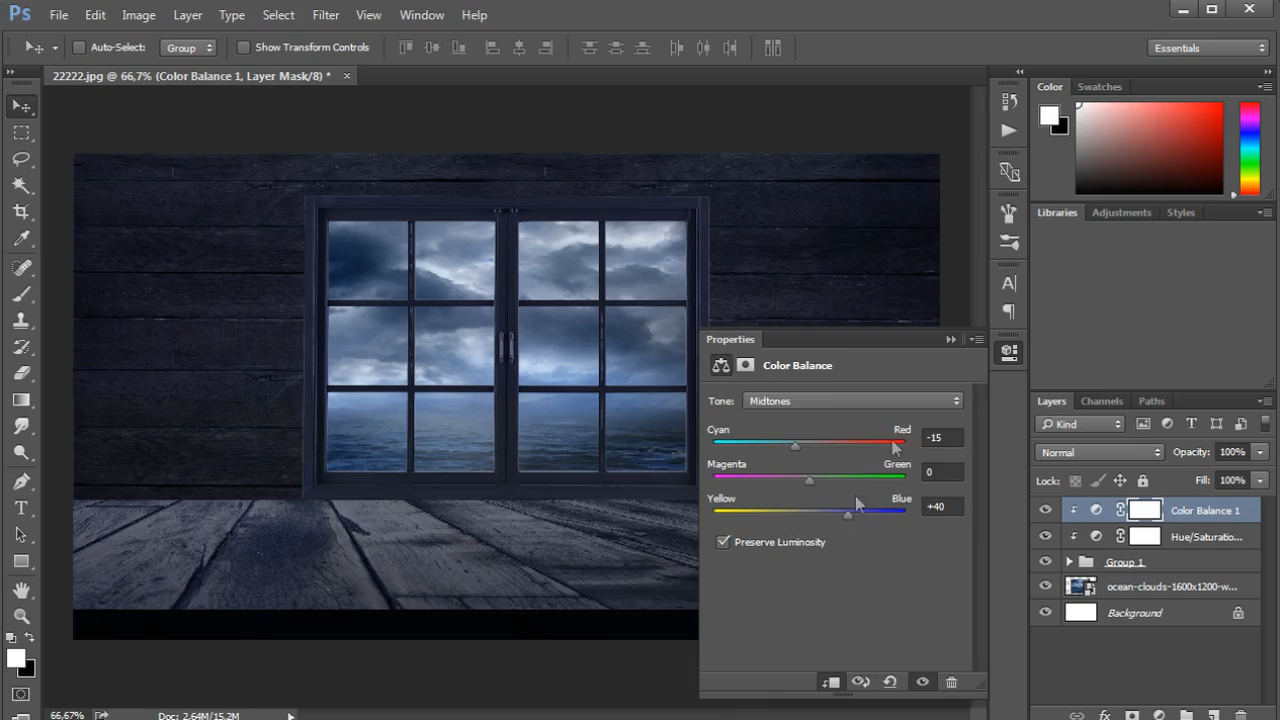 Ps File Edit Image Layer Type Select Filter View Window Help
Auto-Select: Group Show Transform Controls Essentials
22222.jpg @ 66,7% (Color Balance 1, Layer Mask/8) * ×
Color Swatches
Libraries Adjustments Styles
Properties
Color Balance
Tone: Midtones
Cyan Red -15
Magenta Green 0
Yellow Blue +40
Preserve Luminosity
Layers Channels Paths
Kind
Normal Opacity: 100%
Lock: Fill: 100%
Color Balance 1
Hue/Saturatio...
Group 1
ocean-clouds-1600x1200-w...
Background
66,67% Doc: 2,64M/15,2M